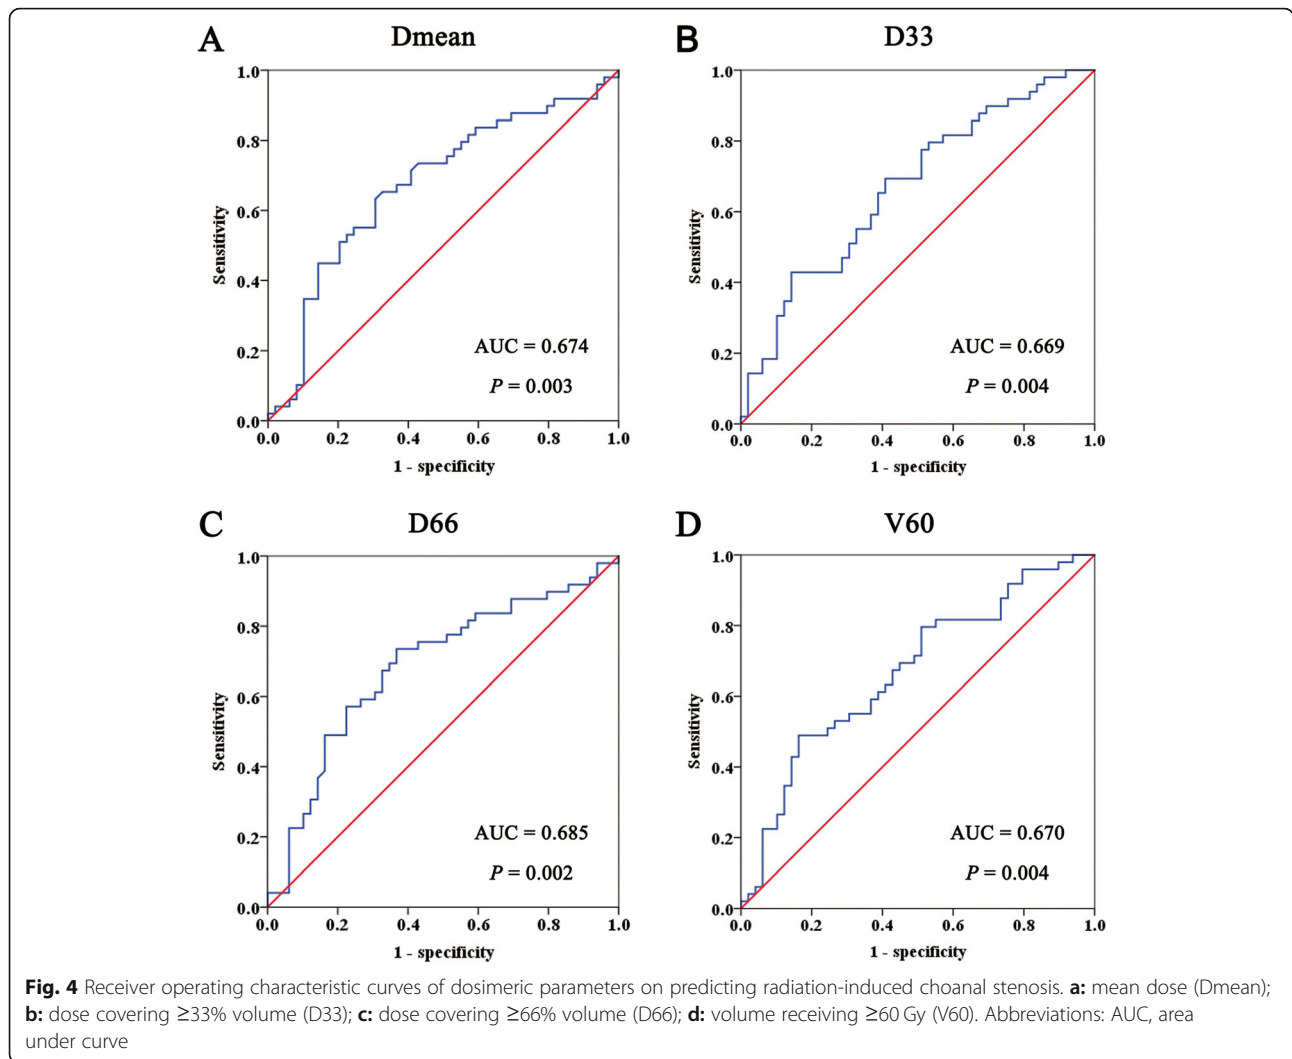 A
Dmean
1.0
0.8
0.6
0.4
0.2
0.0
Sensitivity
0.0 0.2 0.4 0.6 0.8 1.0
1 - specificity
AUC = 0.674
P = 0.003
B
D33
1.0
0.8
0.6
0.4
0.2
0.0
Sensitivity
0.0 0.2 0.4 0.6 0.8 1.0
1 - specificity
AUC = 0.669
P = 0.004
C
D66
1.0
0.8
0.6
0.4
0.2
0.0
Sensitivity
0.0 0.2 0.4 0.6 0.8 1.0
1 - specificity
AUC = 0.685
P = 0.002
D
V60
1.0
0.8
0.6
0.4
0.2
0.0
Sensitivity
0.0 0.2 0.4 0.6 0.8 1.0
1 - specificity
AUC = 0.670
P = 0.004
Fig. 4 Receiver operating characteristic curves of dosimeric parameters on predicting radiation-induced choanal stenosis. a: mean dose (Dmean);
b: dose covering ≥33% volume (D33); c: dose covering ≥66% volume (D66); d: volume receiving ≥60 Gy (V60). Abbreviations: AUC, area
under curve